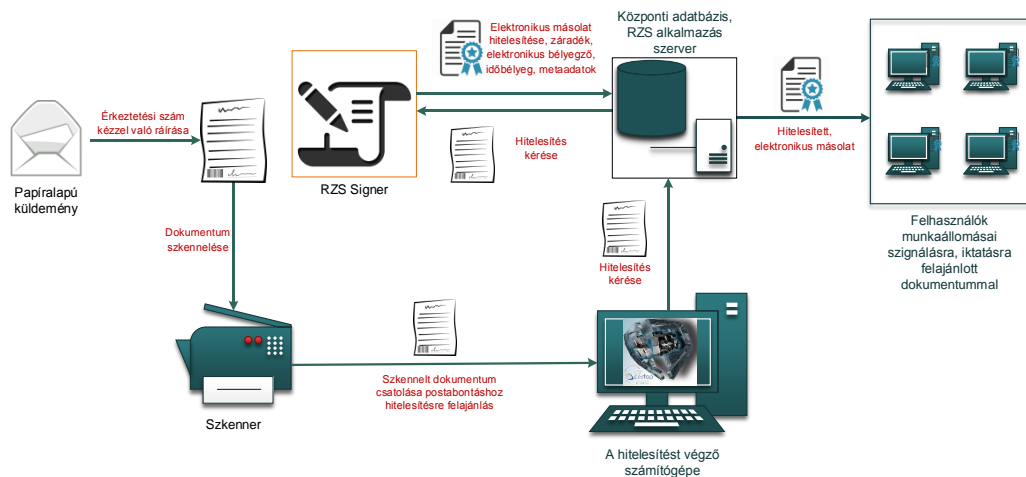 Érkeztetési szám
kézzel való ráírása
Papíralapú
küldemény
RZS Signer
Elektronikus másolat
hitelesítése, záradék,
elektronikus bélyegző,
időbélyeg, metaadatok
Hitelesítés
kérése
Központi adatbázis,
RZS alkalmazás
szerver
Hitelesített,
elektronikus másolat
Felhasználók
munkaállomásai
szignálásra, iktatásra
felajánlott
dokumentummal
Dokumentum
szkennelése
Hitelesítés
kérése
Szkenner
Szkennelt dokumentum
csatolása postabontáshoz
hitelesítésre felajánlás
A hitelesítést végző
számítógépe